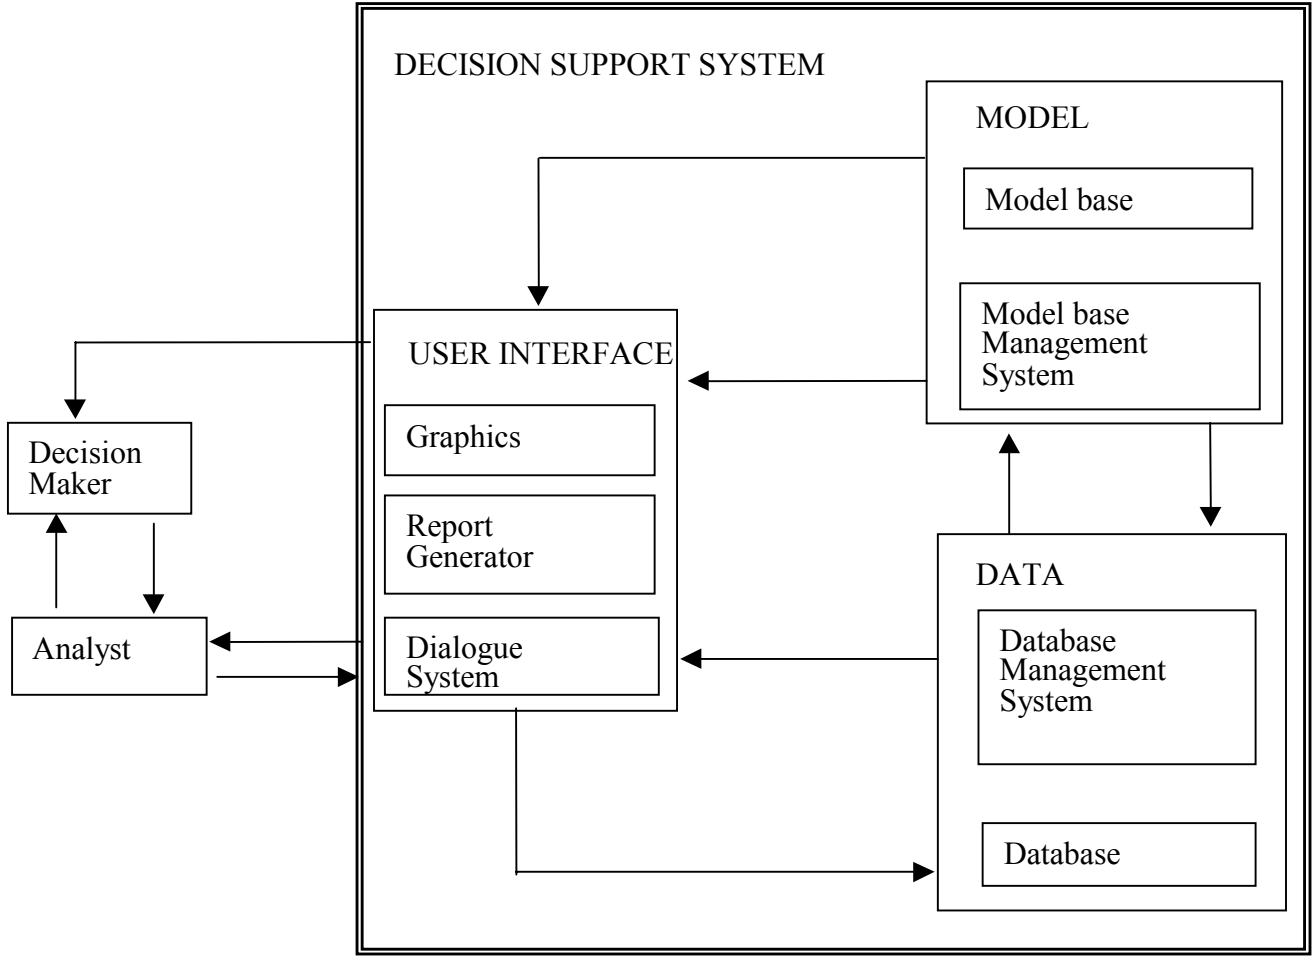 DECISION SUPPORT SYSTEM
MODEL
Model base
Model base
Management
System
USER INTERFACE
Graphics
Report
Generator
Dialogue
System
Decision
Maker
Analyst
DATA
Database
Management
System
Database